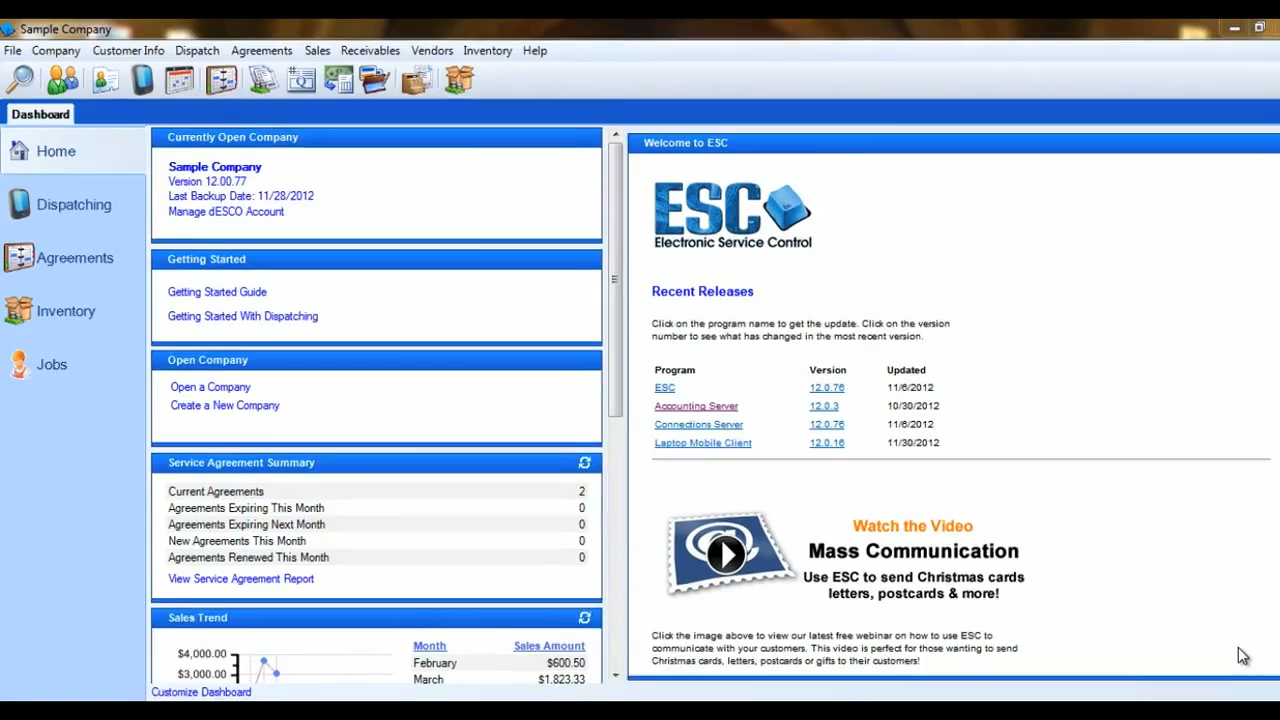 Sample Company
File Company Customer Info Dispatch Agreements Sales Receivables Vendors Inventory Help
Dashboard
Home
Dispatching
Agreements
Inventory
Jobs
Currently Open Company
Sample Company
Version 12.00.77
Last Backup Date: 11/28/2012
Manage dESCO Account
Getting Started
Getting Started Guide
Getting Started With Dispatching
Open Company
Open a Company
Create a New Company
Service Agreement Summary
Current Agreements 2
Agreements Expiring This Month 0
Agreements Expiring Next Month 0
New Agreements This Month 0
Agreements Renewed This Month 0
View Service Agreement Report
Sales Trend
$4,000.00
$3,000.00
Month Sales Amount
February $600.50
March $1,823.33
Customize Dashboard
Welcome to ESC
ESC
Electronic Service Control
Recent Releases
Click on the program name to get the update. Click on the version
number to see what has changed in the most recent version.
Program Version Updated
ESC 12.0.76 11/6/2012
Accounting Server 12.0.3 10/30/2012
Connections Server 12.0.76 11/6/2012
Laptop Mobile Client 12.0.16 11/30/2012
Watch the Video
Mass Communication
Use ESC to send Christmas cards
letters, postcards & more!
Click the image above to view our latest free webinar on how to use ESC to
communicate with your customers. This video is perfect for those wanting to send
Christmas cards, letters, postcards or gifts to their customers!